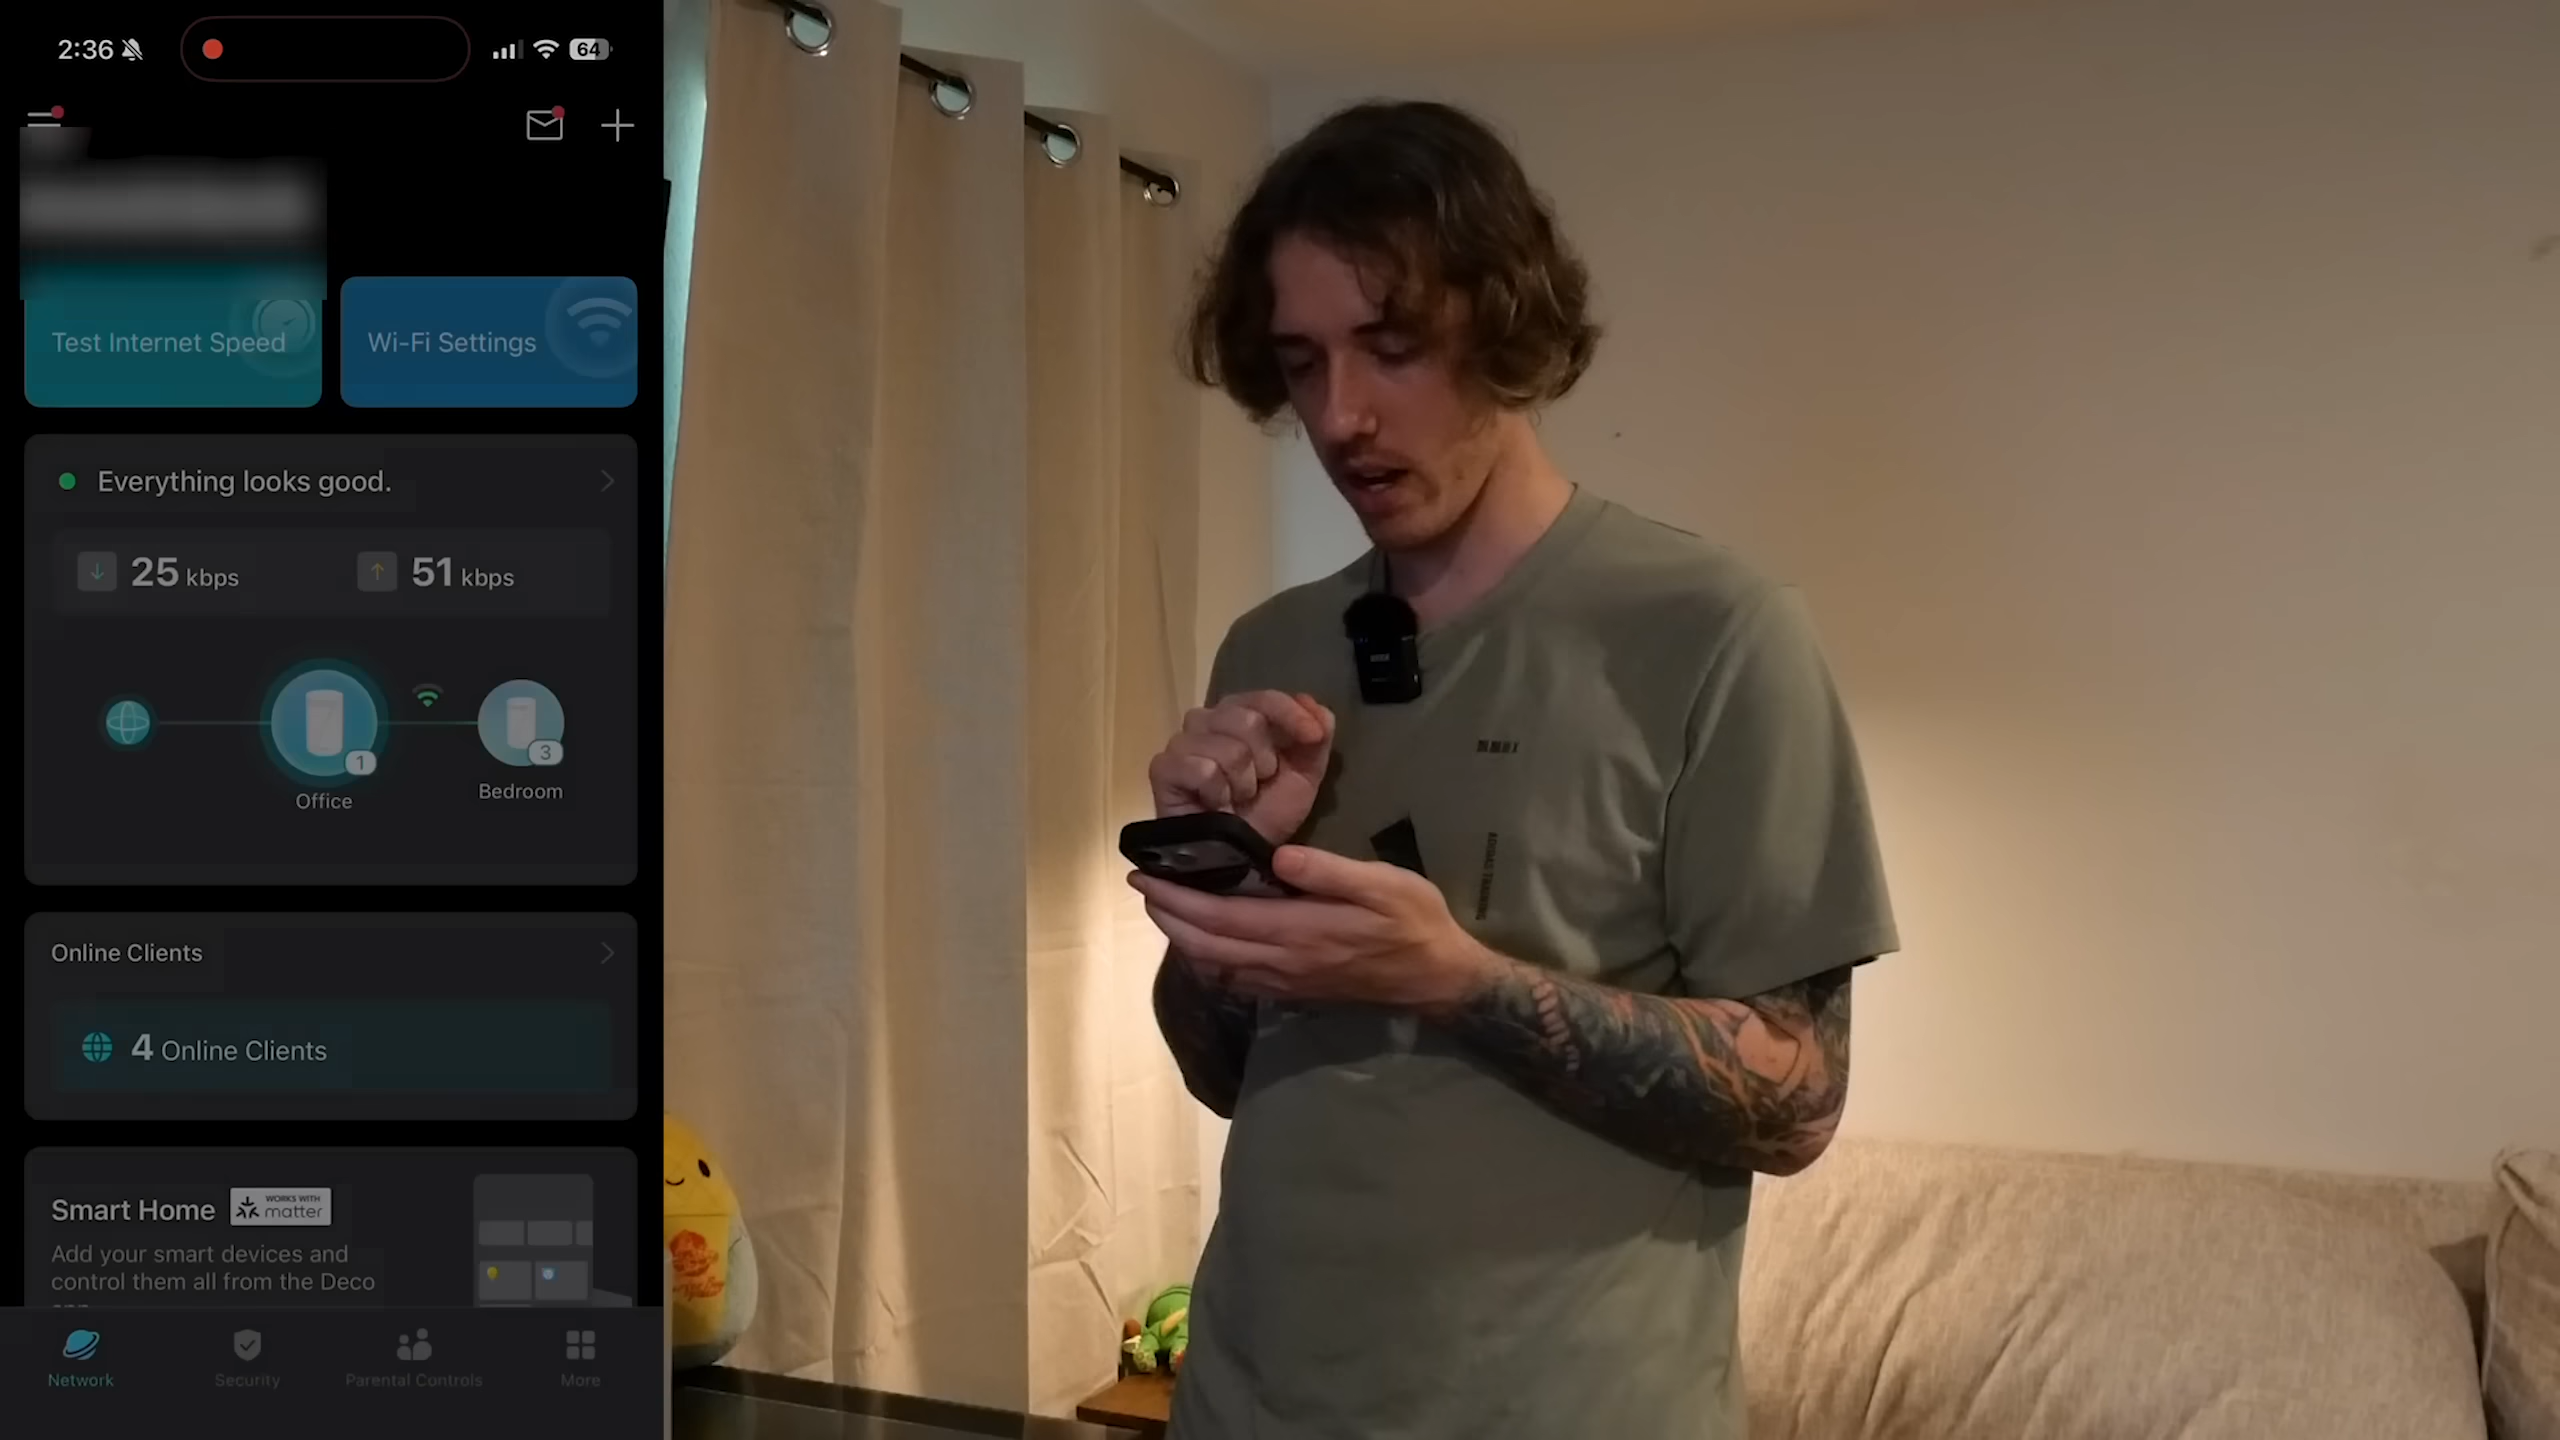 2:36
64
Test Internet Speed
Wi-Fi Settings
Everything looks good.
25 kbps
51 kbps
1
3
Office
Bedroom
Online Clients
4 Online Clients
Smart Home
WORKS WITH
matter
Add your smart devices and
control them all from the Deco
Network
Security
Parental Controls
More
ADIDAS TRAINING